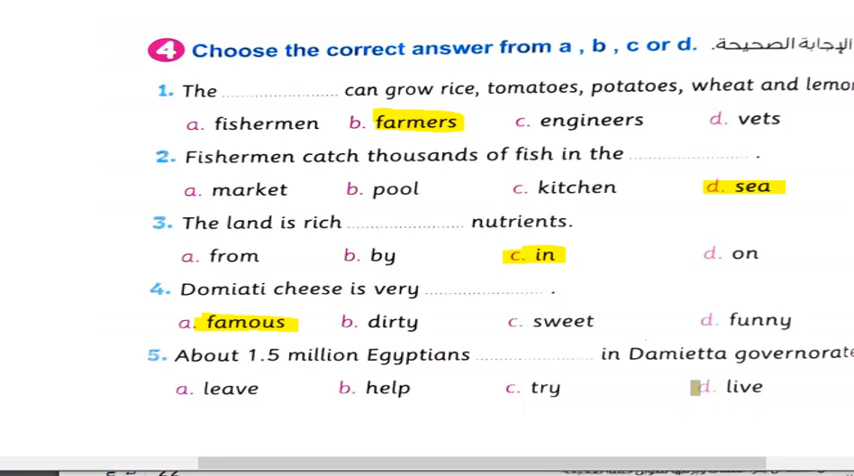 4 Choose the correct answer from a , b , c or d. الإجابة الصحيحة.
1. The .................. can grow rice, tomatoes, potatoes, wheat and lemo
a. fishermen b. farmers c. engineers d. vets
2. Fishermen catch thousands of fish in the .................. .
a. market b. pool c. kitchen d. sea
3. The land is rich .................. nutrients.
a. from b. by c. in d. on
4. Domiati cheese is very .................. .
a. famous b. dirty c. sweet d. funny
5. About 1.5 million Egyptians .................. in Damietta governorate
a. leave b. help c. try d. live